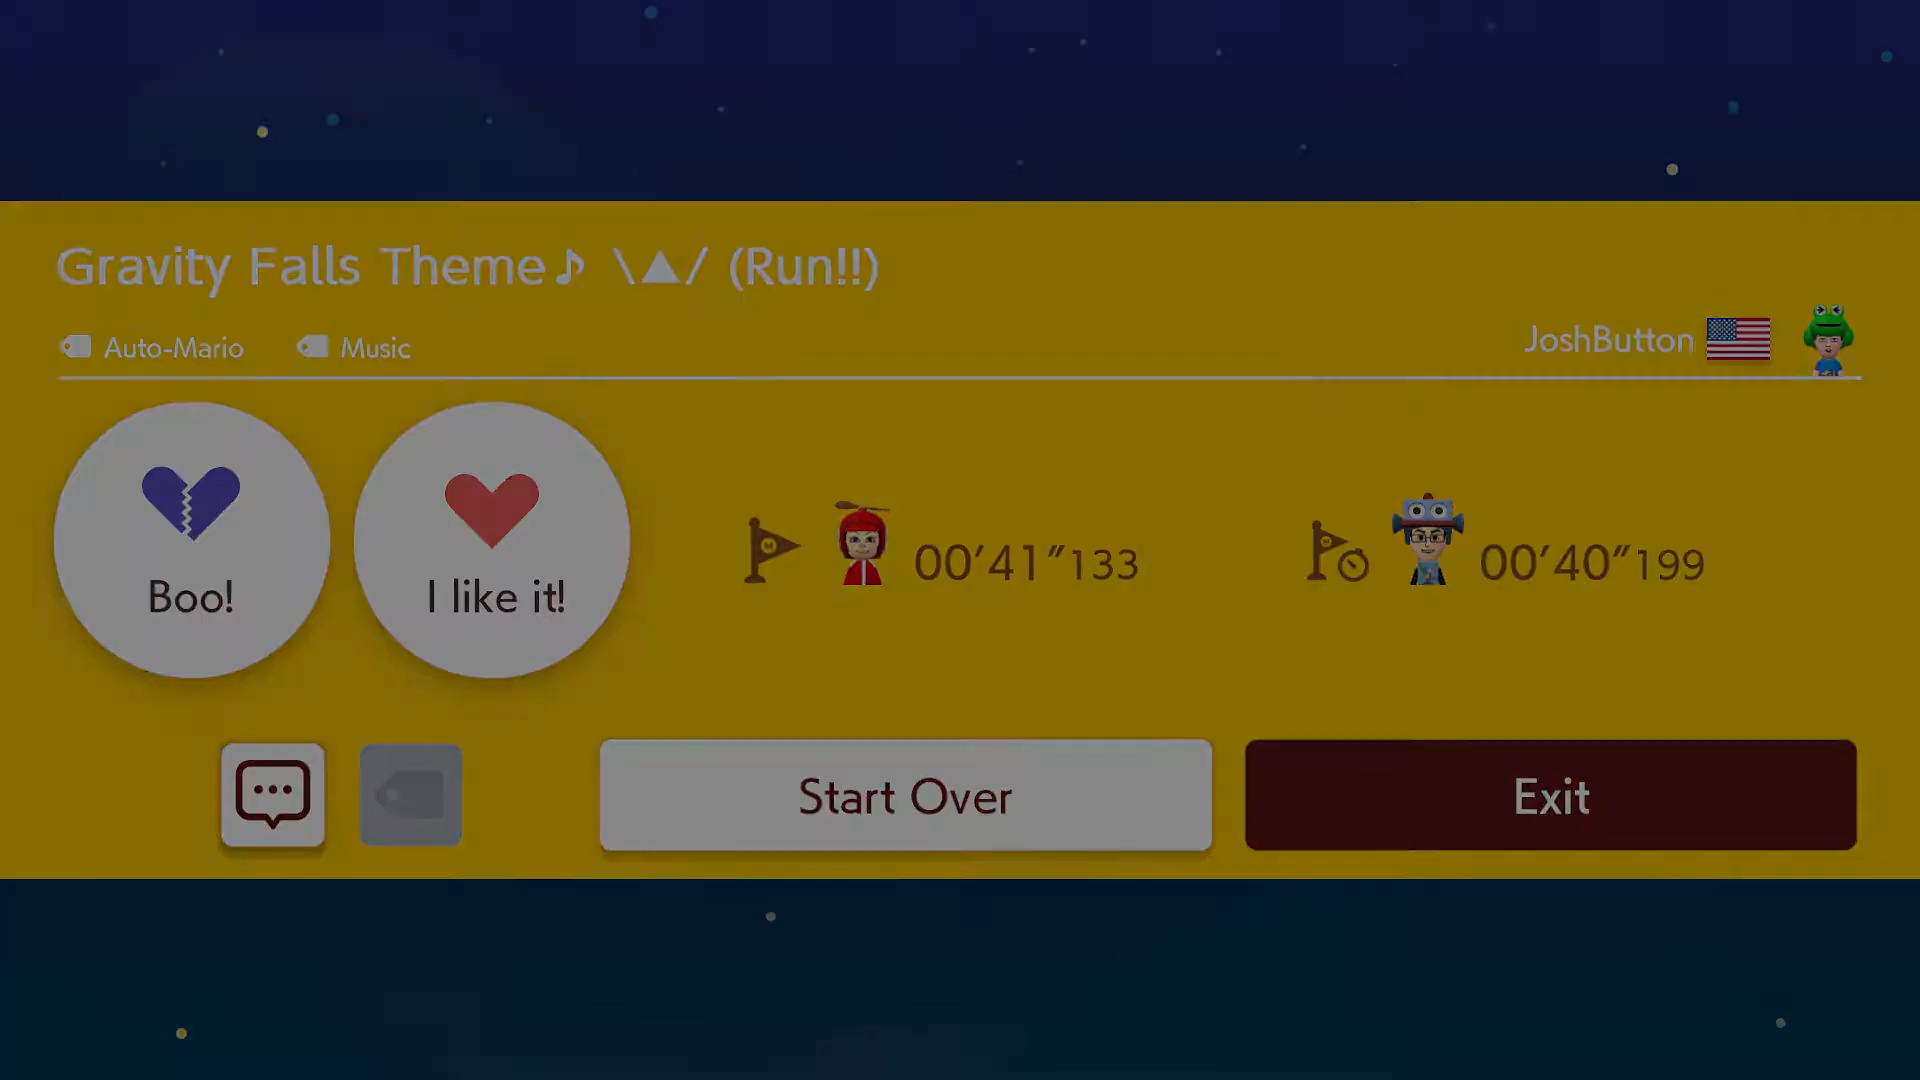 Gravity Falls Theme♪ \▲/ (Run!!)
Auto-Mario Music
JoshButton
Boo!
I like it!
00'41"133
00'40"199
Start Over
Exit